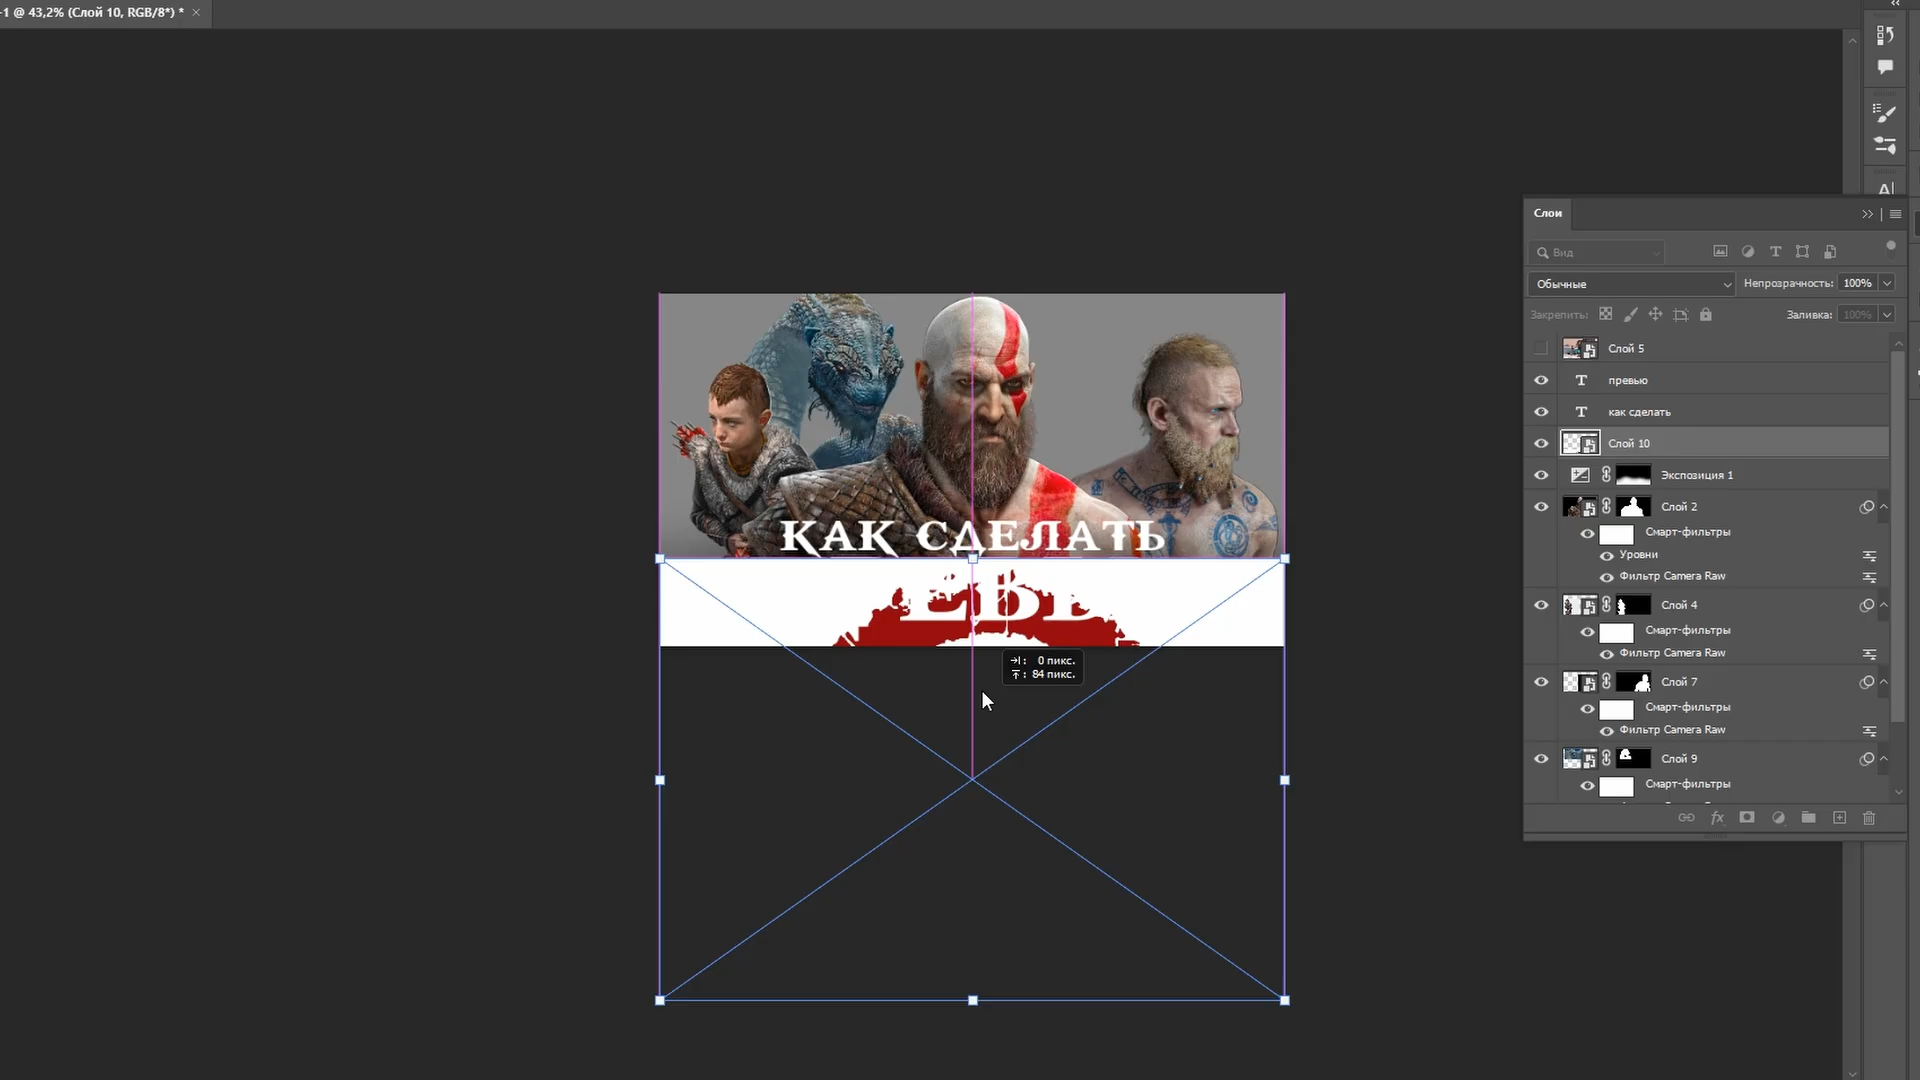 -1 @ 43,2% (Слой 10, RGB/8*) *
КАК СДЕЛАТЬ
ЕВЬ
0 пикс.
84 пикс.
Слои
Вид
Обычные
Непрозрачность: 100%
Закрепить:
Заливка: 100%
Слой 5
T превью
T как сделать
Слой 10
Экспозиция 1
Слой 2
Смарт-фильтры
Уровни
Фильтр Camera Raw
Слой 4
Смарт-фильтры
Фильтр Camera Raw
Слой 7
Смарт-фильтры
Фильтр Camera Raw
Слой 9
Смарт-фильтры
fx